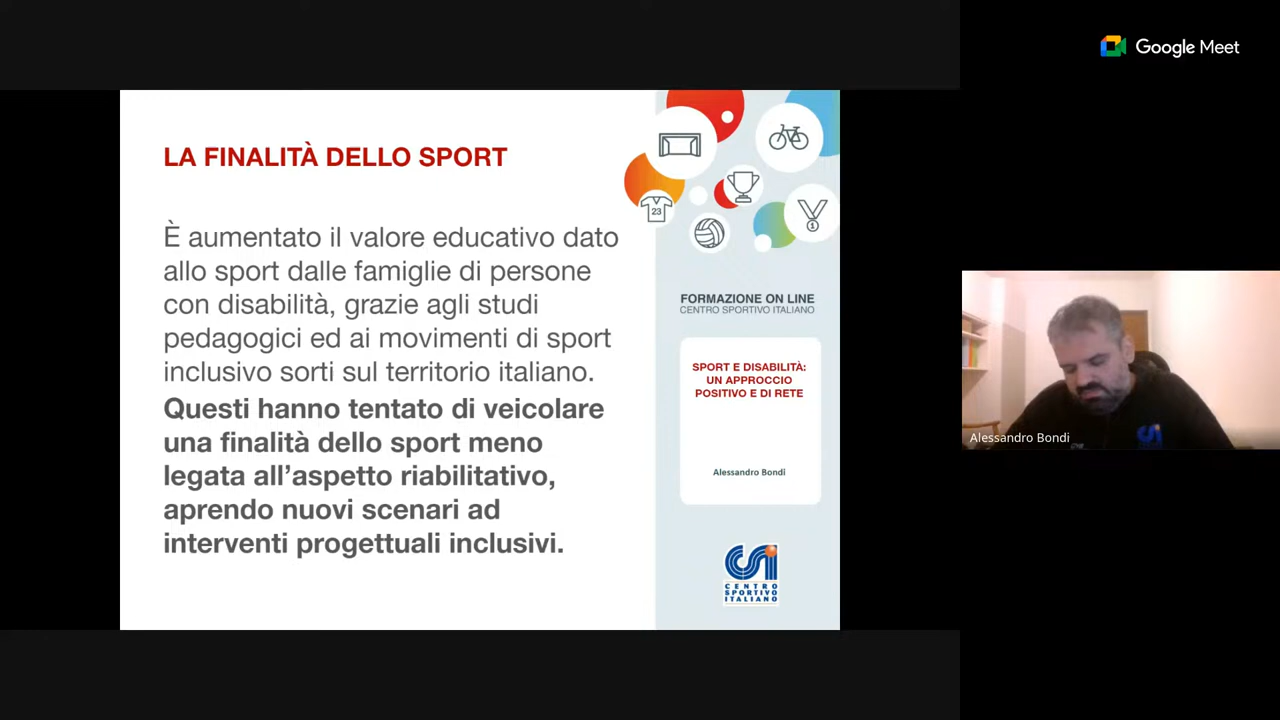 Google Meet
LA FINALITÀ DELLO SPORT
È aumentato il valore educativo dato
allo sport dalle famiglie di persone
con disabilità, grazie agli studi
pedagogici ed ai movimenti di sport
inclusivo sorti sul territorio italiano.
Questi hanno tentato di veicolare
una finalità dello sport meno
legata all’aspetto riabilitativo,
aprendo nuovi scenari ad
interventi progettuali inclusivi.
23
1
FORMAZIONE ON LINE
CENTRO SPORTIVO ITALIANO
SPORT E DISABILITÀ:
UN APPROCCIO
POSITIVO E DI RETE
Alessandro Bondi
CSI
CENTRO
SPORTIVO
ITALIANO
Alessandro Bondi